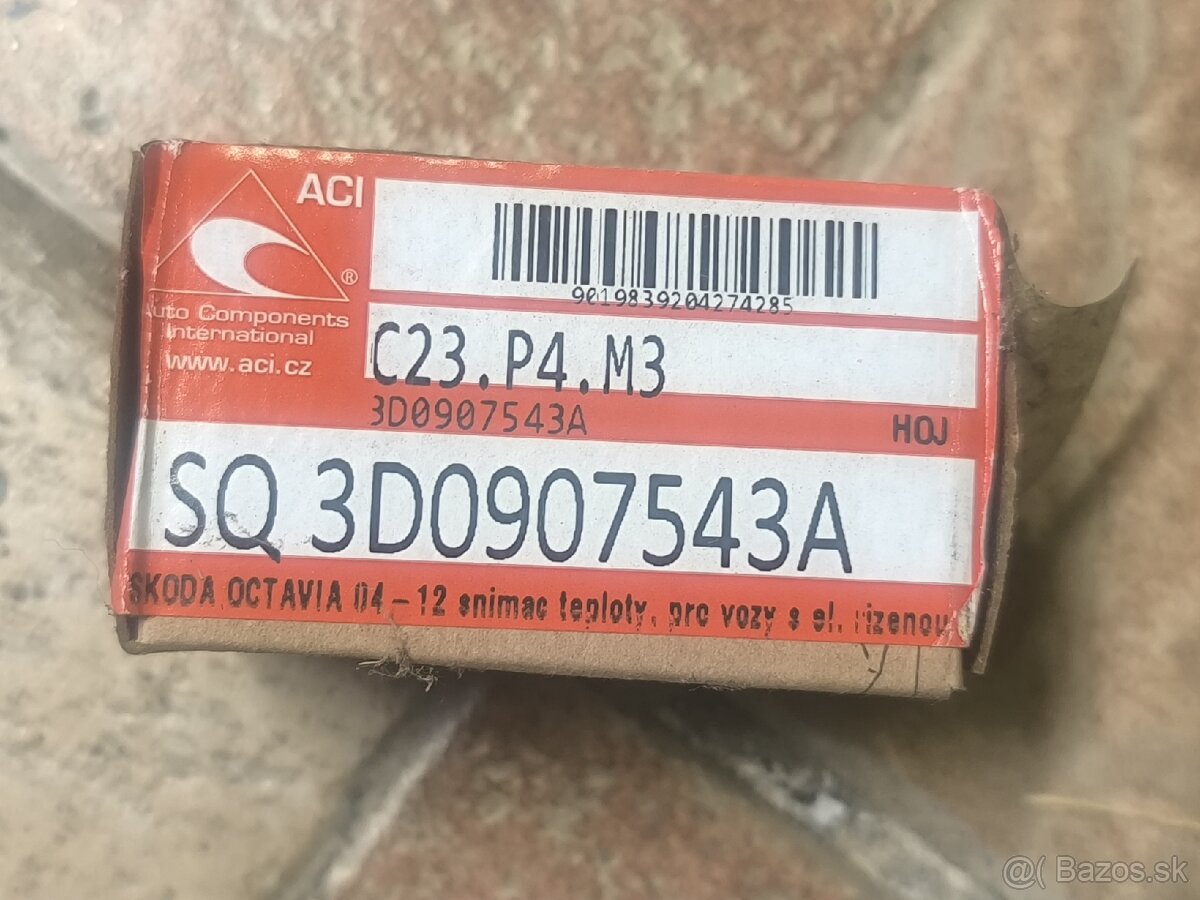 ACI
®
uto Components
International
www.aci.cz
9019839204274285
C23.P4.M3
3D0907543A
HOJ
SQ 3D0907543A
SKODA OCTAVIA 04-12 snimac teploty, pro vozy s el. rizenou
@( Bazos.sk